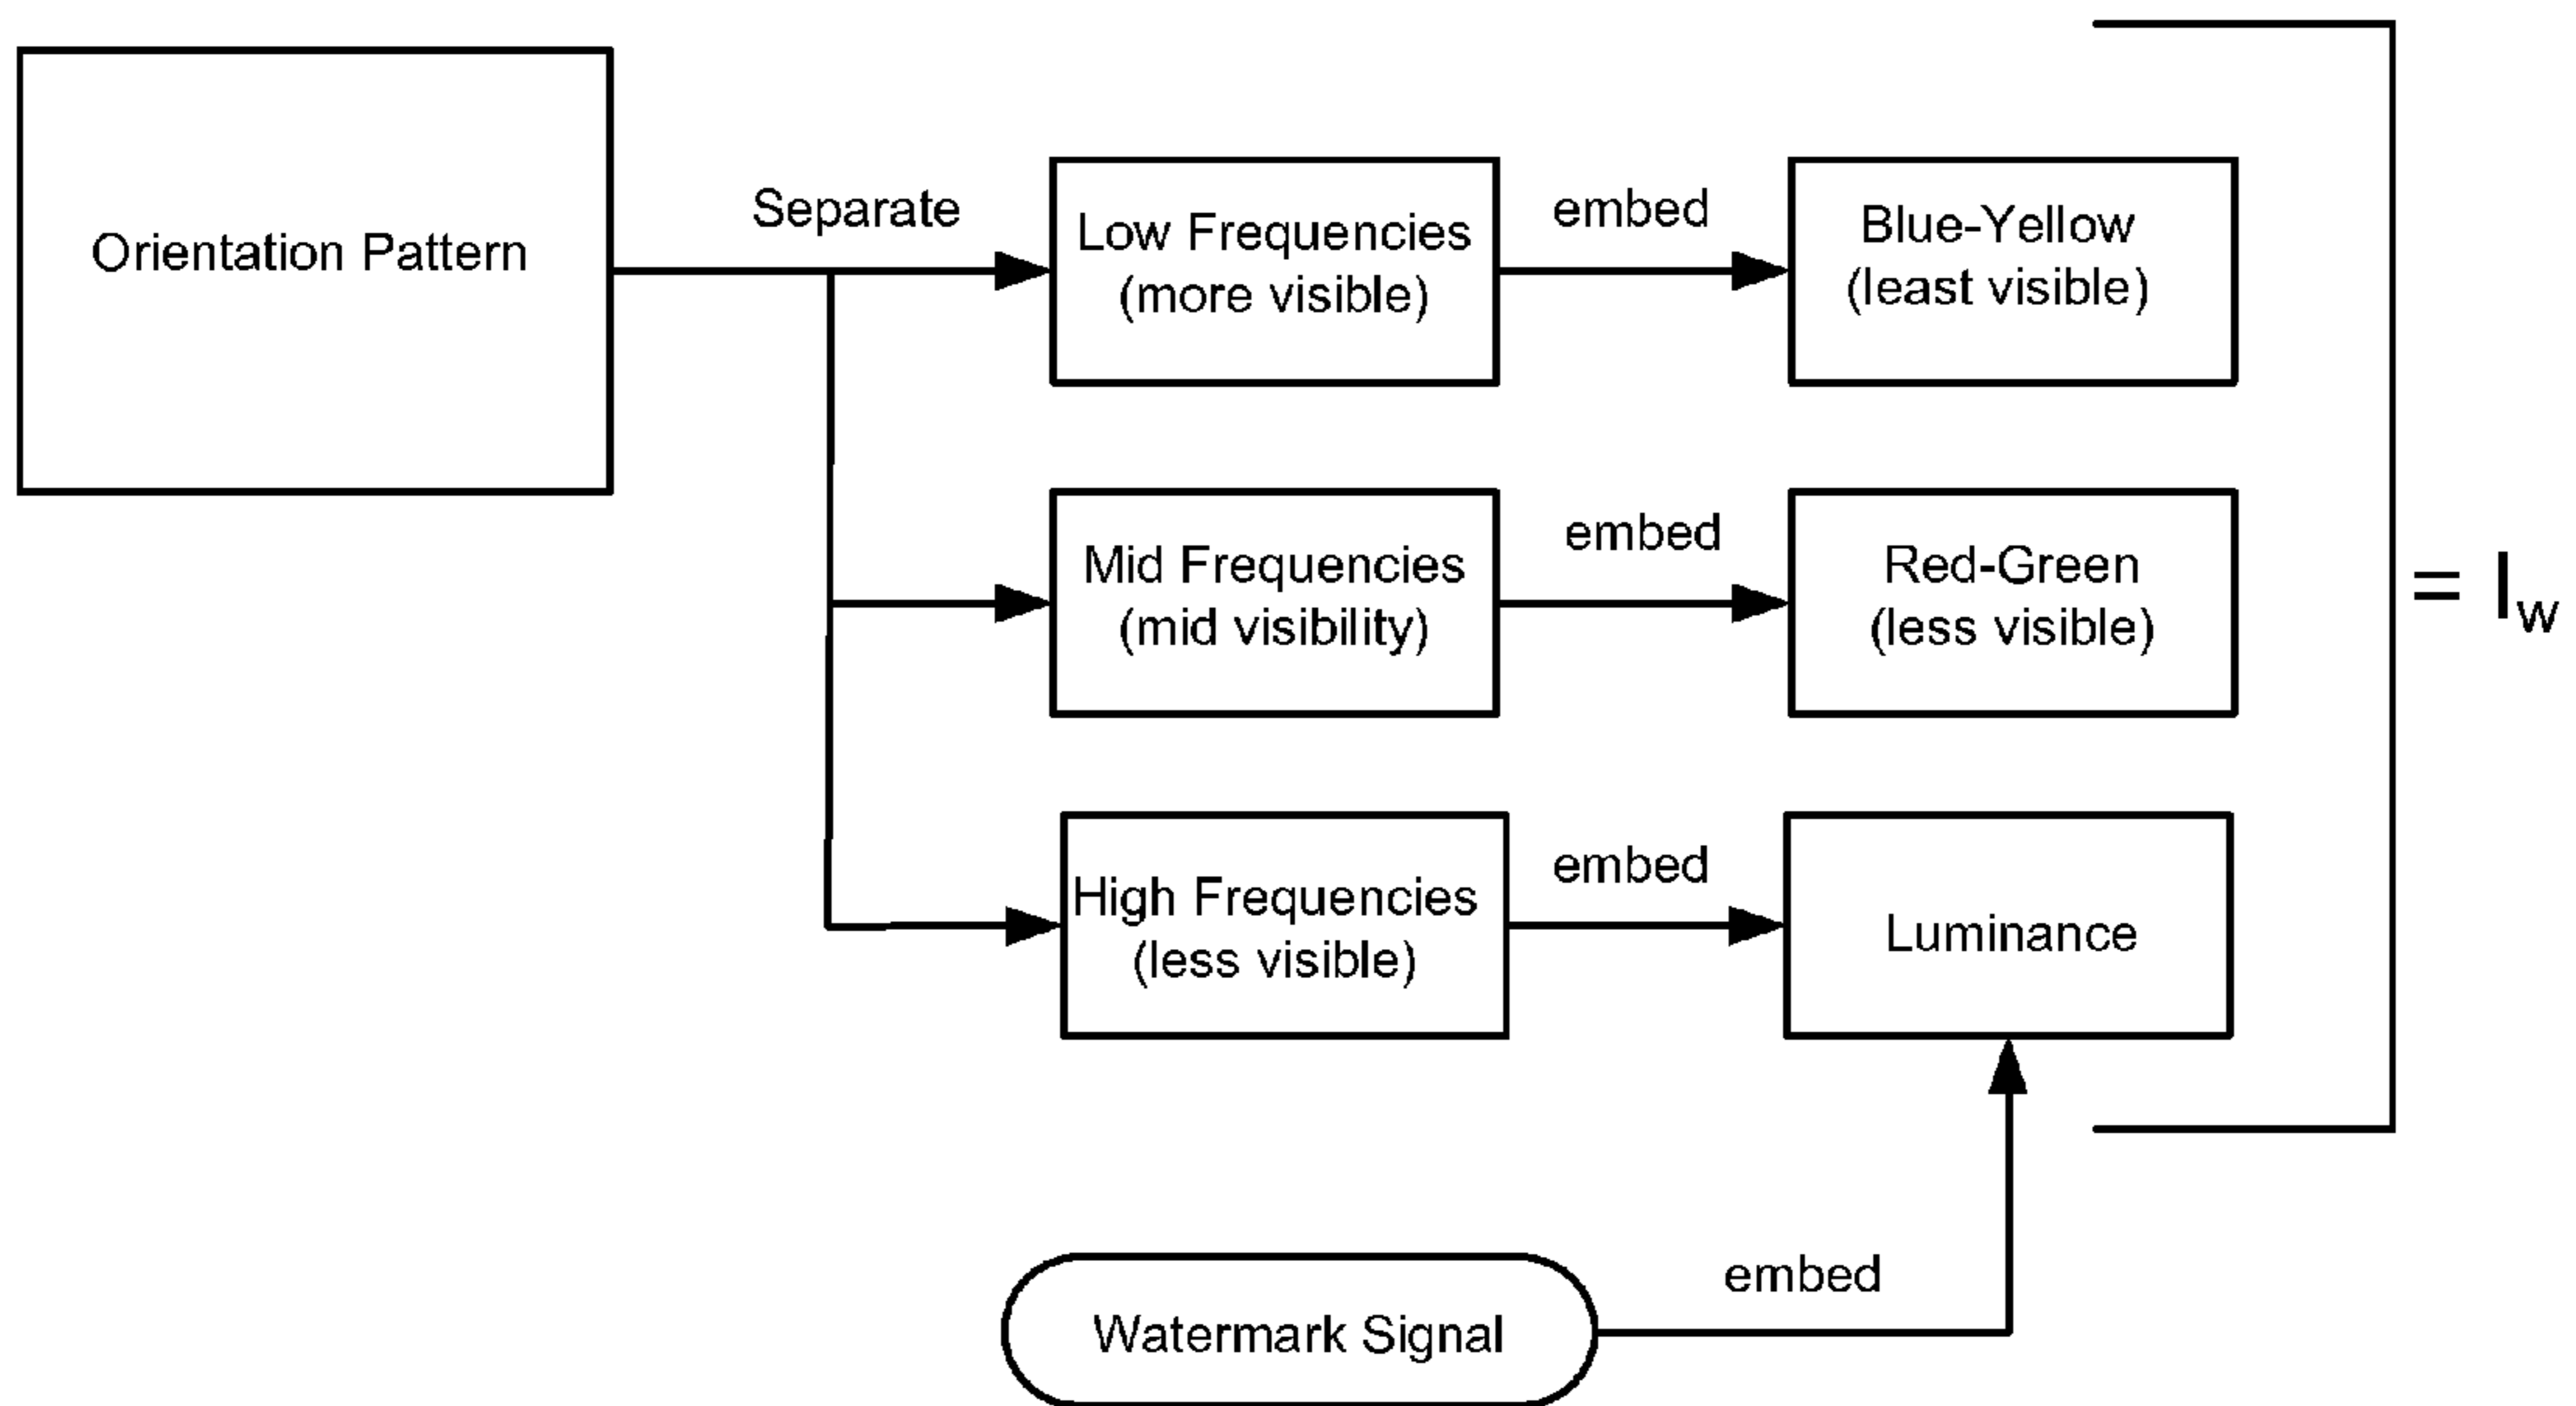 Orientation Pattern
Separate
Low Frequencies
(more visible)
embed
Blue-Yellow
(least visible)
Mid Frequencies
(mid visibility)
embed
Red-Green
(less visible)
= Iw
High Frequencies
(less visible)
embed
Luminance
Watermark Signal
embed